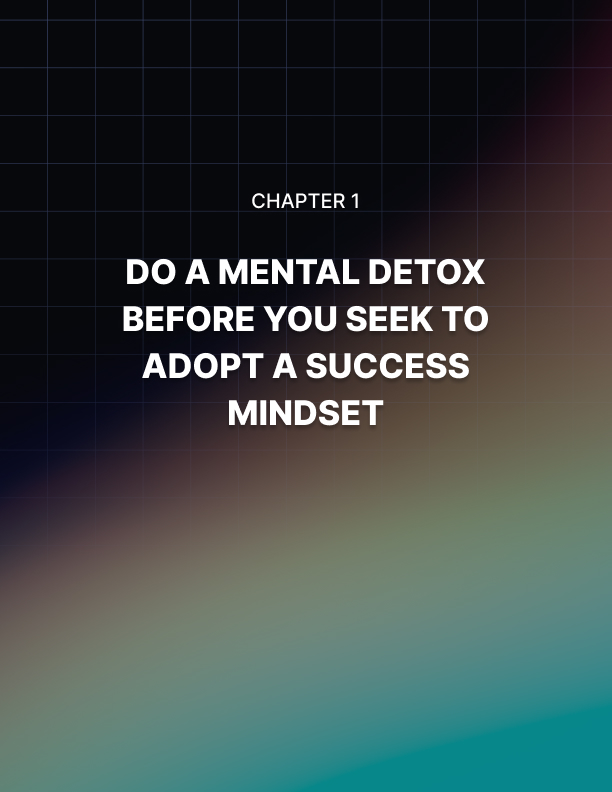 CHAPTER 1
DO A MENTAL DETOX
BEFORE YOU SEEK TO
ADOPT A SUCCESS
MINDSET